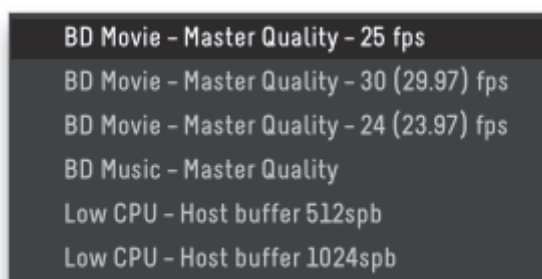 BD Movie – Master Quality – 25 fps
BD Movie – Master Quality – 30 (29.97) fps
BD Movie – Master Quality – 24 (23.97) fps
BD Music – Master Quality
Low CPU – Host buffer 512spb
Low CPU – Host buffer 1024spb